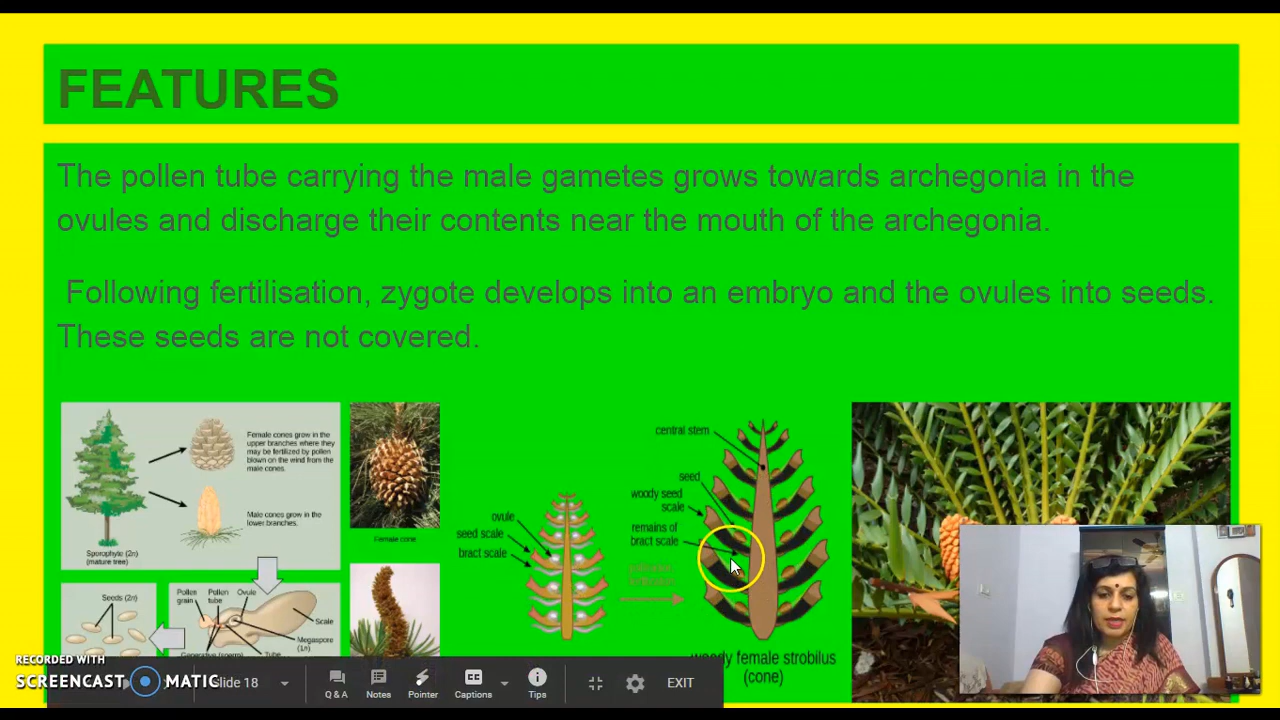 FEATURES
The pollen tube carrying the male gametes grows towards archegonia in the
ovules and discharge their contents near the mouth of the archegonia.
Following fertilisation, zygote develops into an embryo and the ovules into seeds.
These seeds are not covered.
Female cones grow in the
upper branches where they
may be fertilized by pollen
blown on the wind from the
male cones.
Male cones grow in the
lower branches.
Sporophyte (2n)
(mature tree)
Seeds (2n)
Pollen
grain
Pollen
tube
Ovule
Scale
Megaspore
(1n)
Generative (sperm)
Tube
Female cone
ovule
seed scale
bract scale
central stem
seed
woody seed
scale
remains of
bract scale
woody female strobilus
(cone)
RECORDED WITH
SCREENCAST MATIC
lide 18
Q & A
Notes
Pointer
CC
Captions
Tips
EXIT